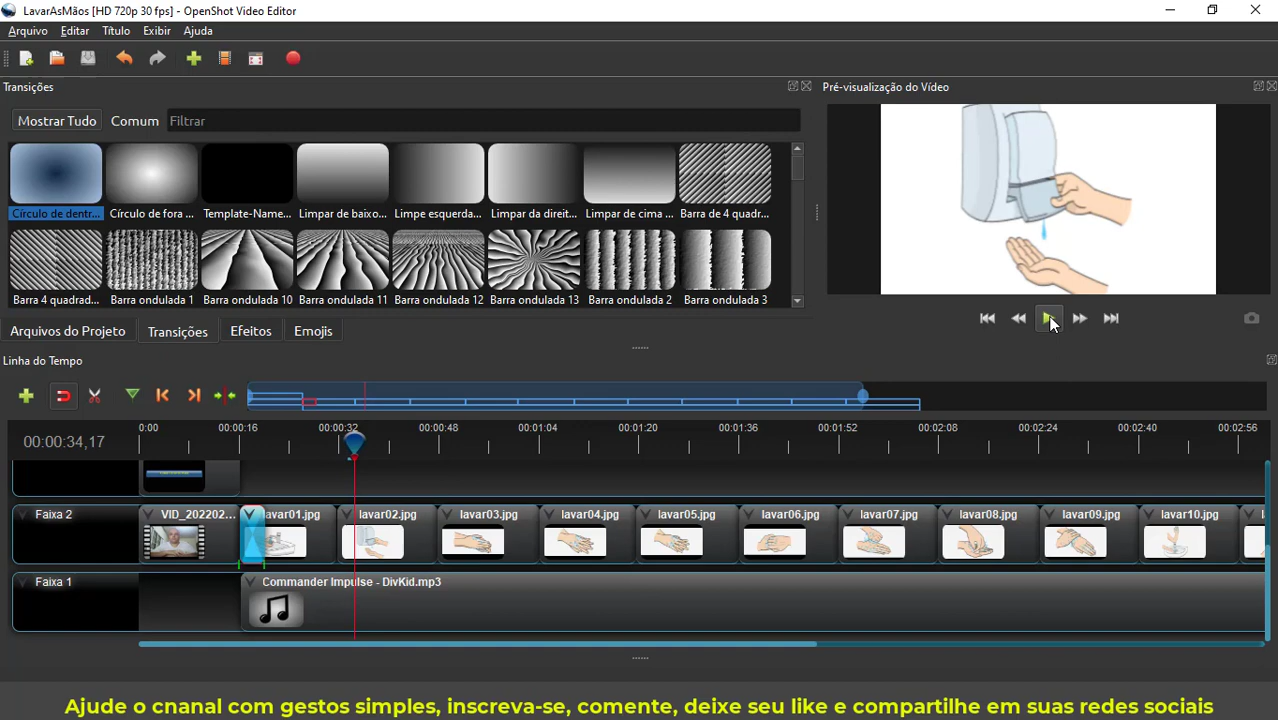 LavarAsMãos [HD 720p 30 fps] - OpenShot Video Editor
Arquivo Editar Título Exibir Ajuda
Transições
Pré-visualização do Vídeo
Mostrar Tudo Comum Filtrar
Círculo de dentr... Círculo de fora ... Template-Name... Limpar de baixo... Limpe esquerda... Limpar da direit... Limpar de cima ... Barra de 4 quadr...
Barra 4 quadrad... Barra ondulada 1 Barra ondulada 10 Barra ondulada 11 Barra ondulada 12 Barra ondulada 13 Barra ondulada 2 Barra ondulada 3
Arquivos do Projeto Transições Efeitos Emojis
Linha do Tempo
00:00:34,17
0:00 00:00:16 00:00:32 00:00:48 00:01:04 00:01:20 00:01:36 00:01:52 00:02:08 00:02:24 00:02:40 00:02:56
Faixa 2 VID_202202... lavar01.jpg lavar02.jpg lavar03.jpg lavar04.jpg lavar05.jpg lavar06.jpg lavar07.jpg lavar08.jpg lavar09.jpg lavar10.jpg
Faixa 1 Commander Impulse - DivKid.mp3
Ajude o cnanal com gestos simples, inscreva-se, comente, deixe seu like e compartilhe em suas redes sociais